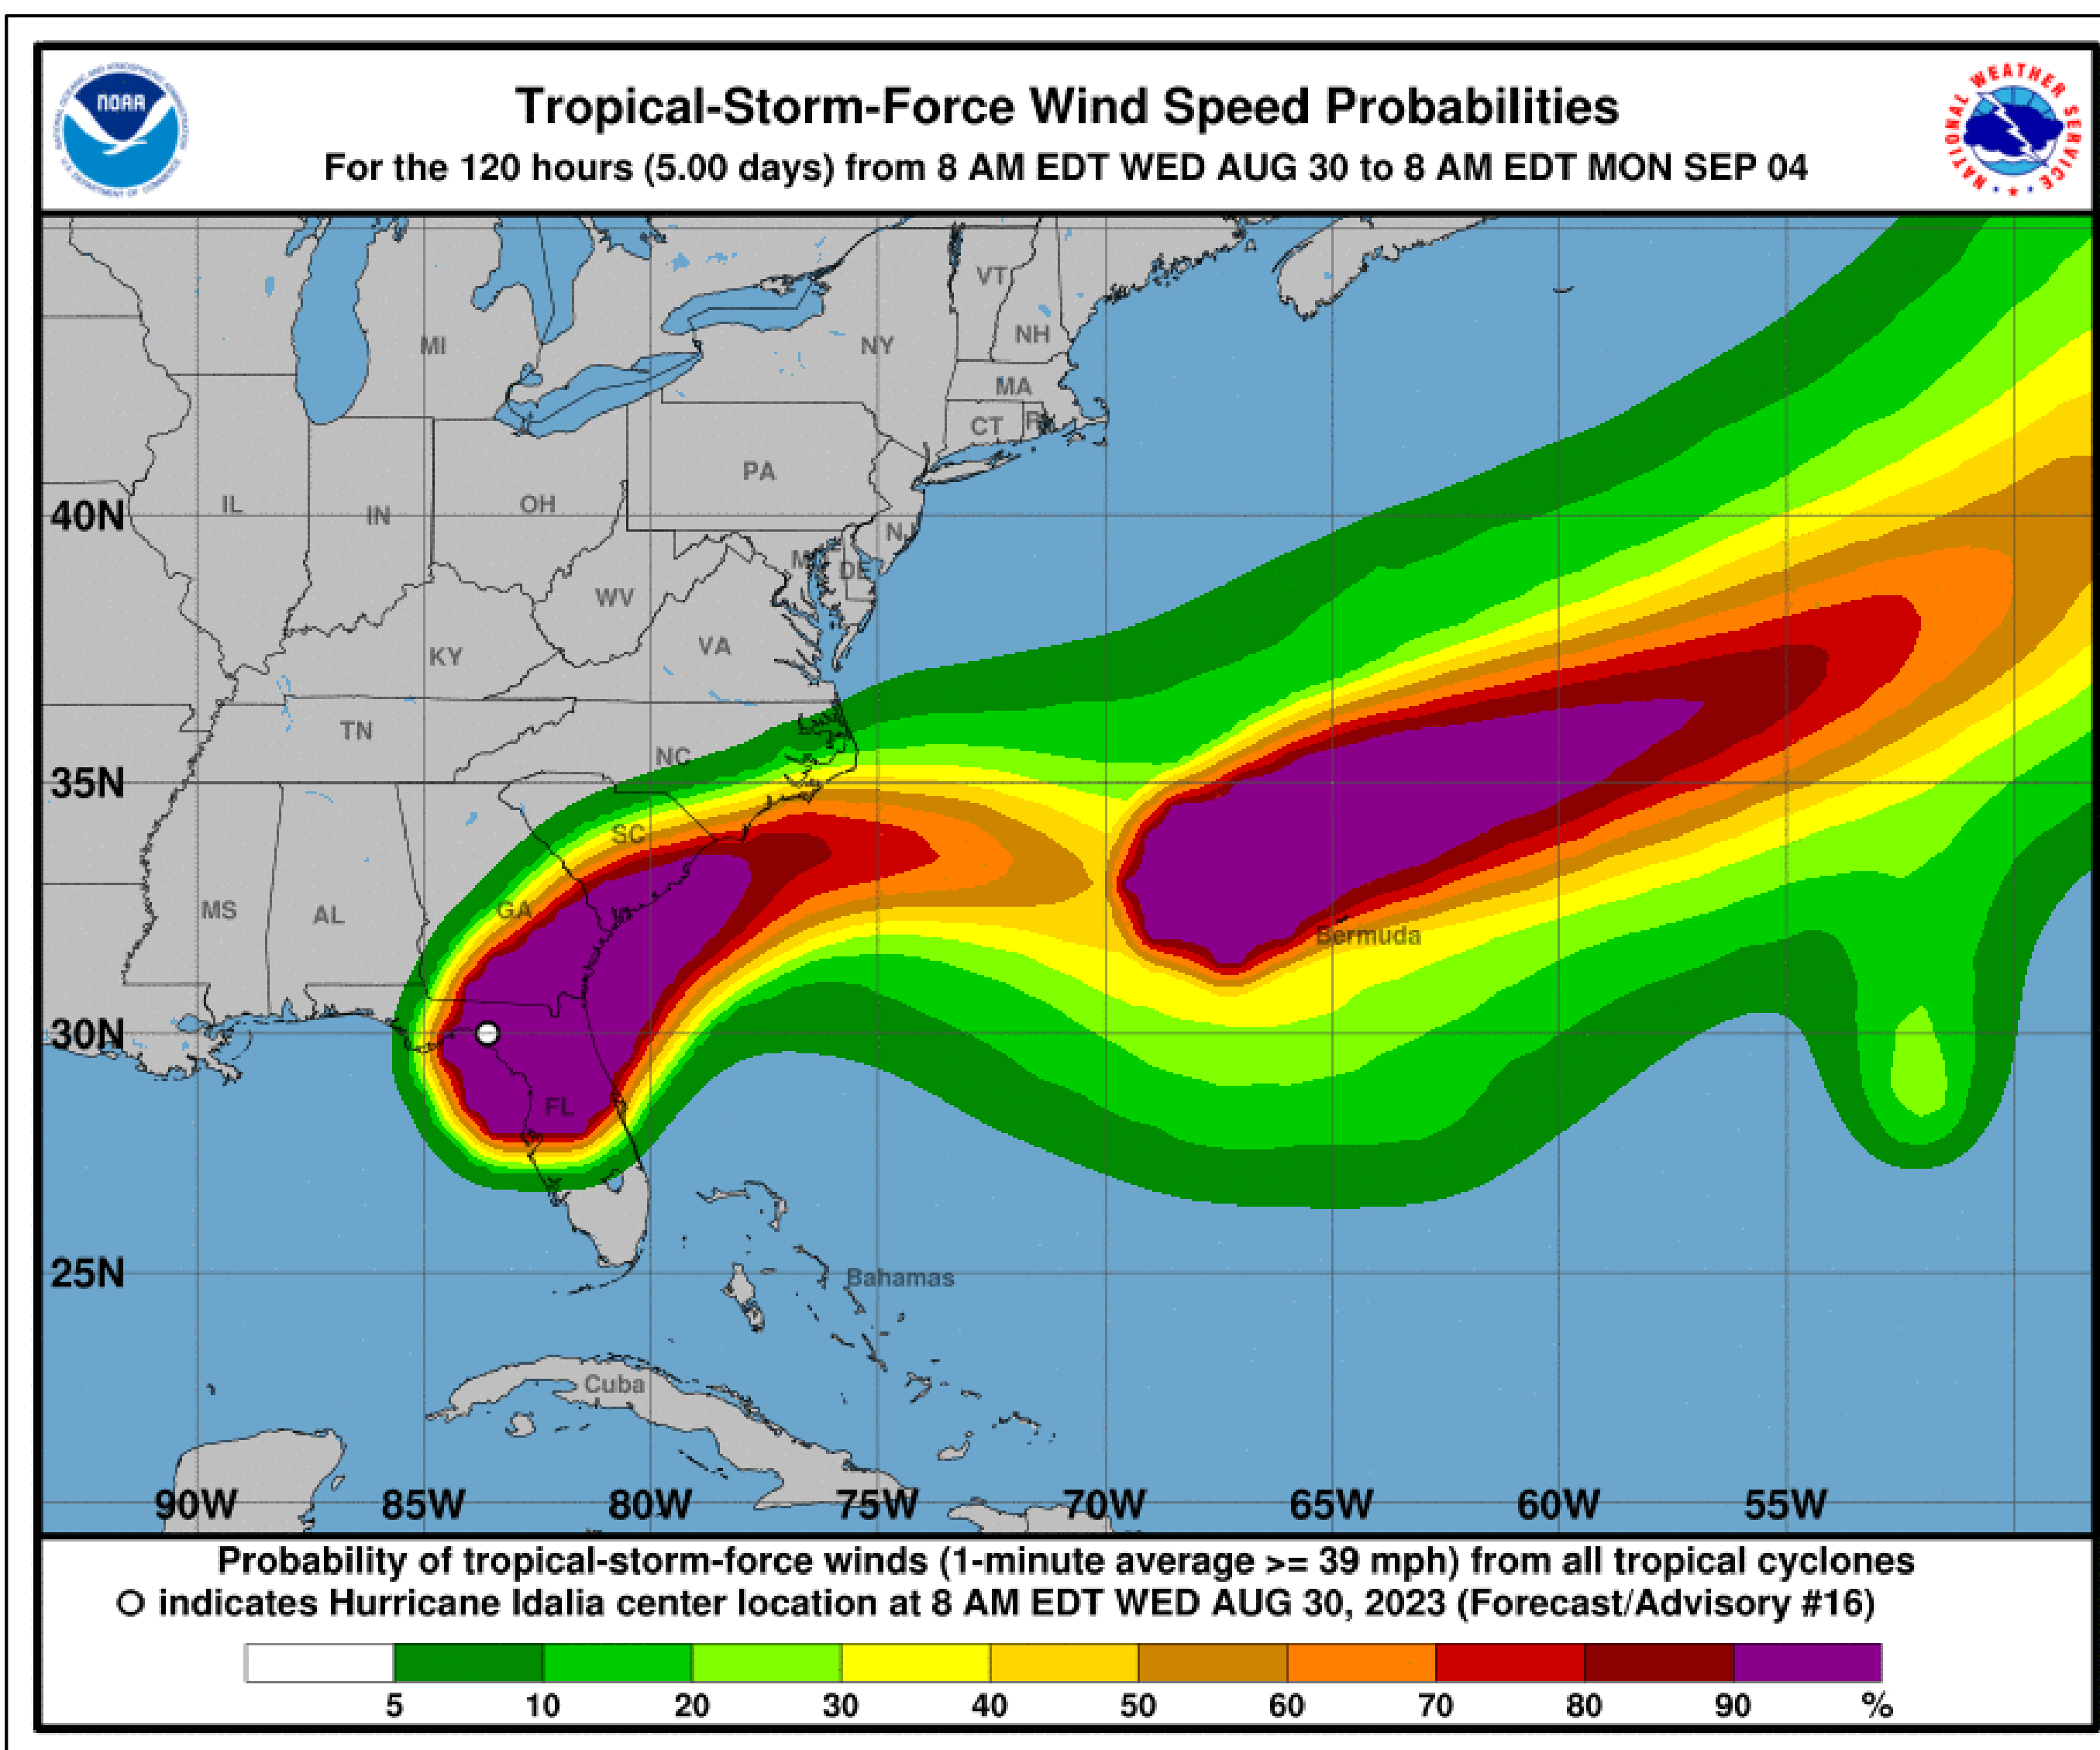 NOAA
NATIONAL WEATHER SERVICE
Tropical-Storm-Force Wind Speed Probabilities
For the 120 hours (5.00 days) from 8 AM EDT WED AUG 30 to 8 AM EDT MON SEP 04
VT
MI
NH
NY
MA
CT
PA
IL
IN
OH
40N
DE
WV
VA
KY
TN
NC
35N
SC
MS
AL
GA
Bermuda
30N
FL
25N
Bahamas
Cuba
90W 85W 80W 75W 70W 65W 60W 55W
Probability of tropical-storm-force winds (1-minute average >= 39 mph) from all tropical cyclones
O indicates Hurricane Idalia center location at 8 AM EDT WED AUG 30, 2023 (Forecast/Advisory #16)
5 10 20 30 40 50 60 70 80 90 %